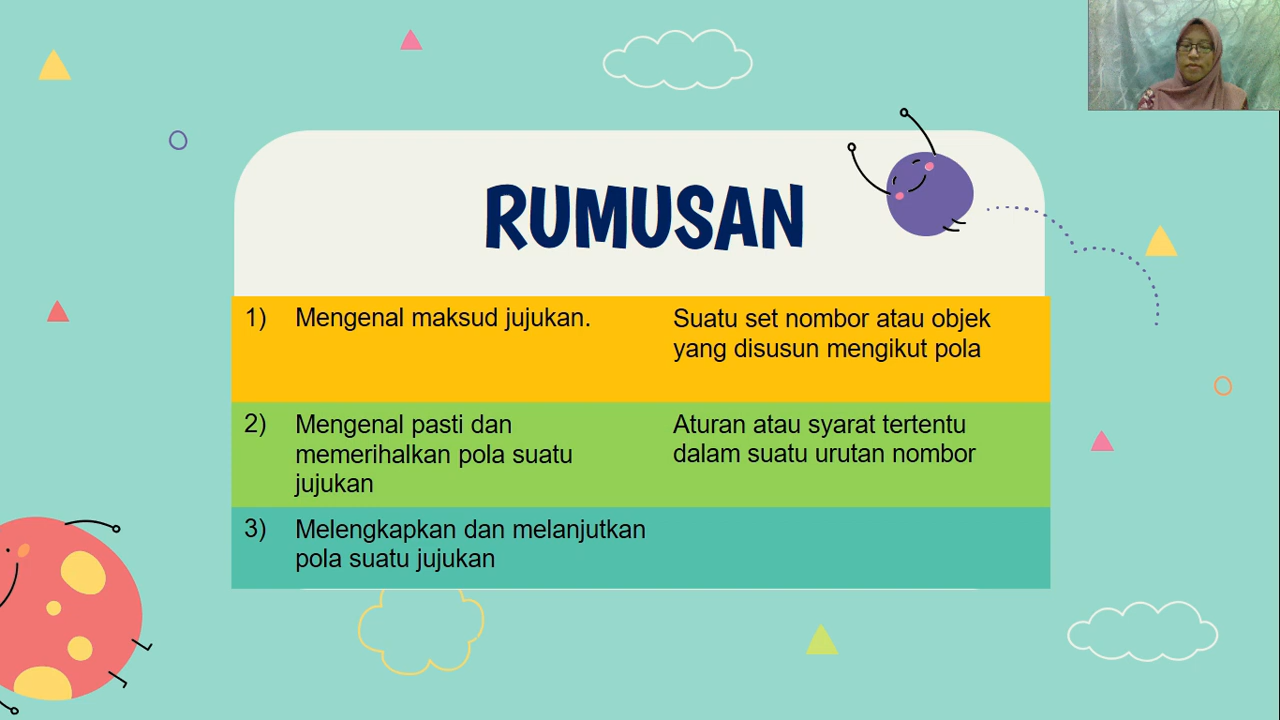 RUMUSAN
1) Mengenal maksud jujukan.
Suatu set nombor atau objek
yang disusun mengikut pola
2) Mengenal pasti dan
memerihalkan pola suatu
jujukan
Aturan atau syarat tertentu
dalam suatu urutan nombor
3) Melengkapkan dan melanjutkan
pola suatu jujukan